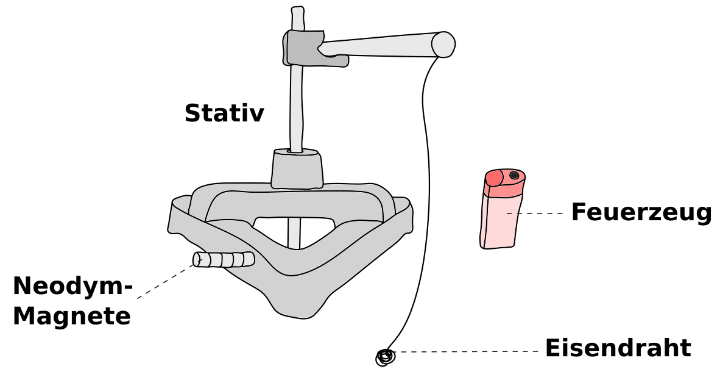 Stativ
Feuerzeug
Neodym-
Magnete
Eisendraht